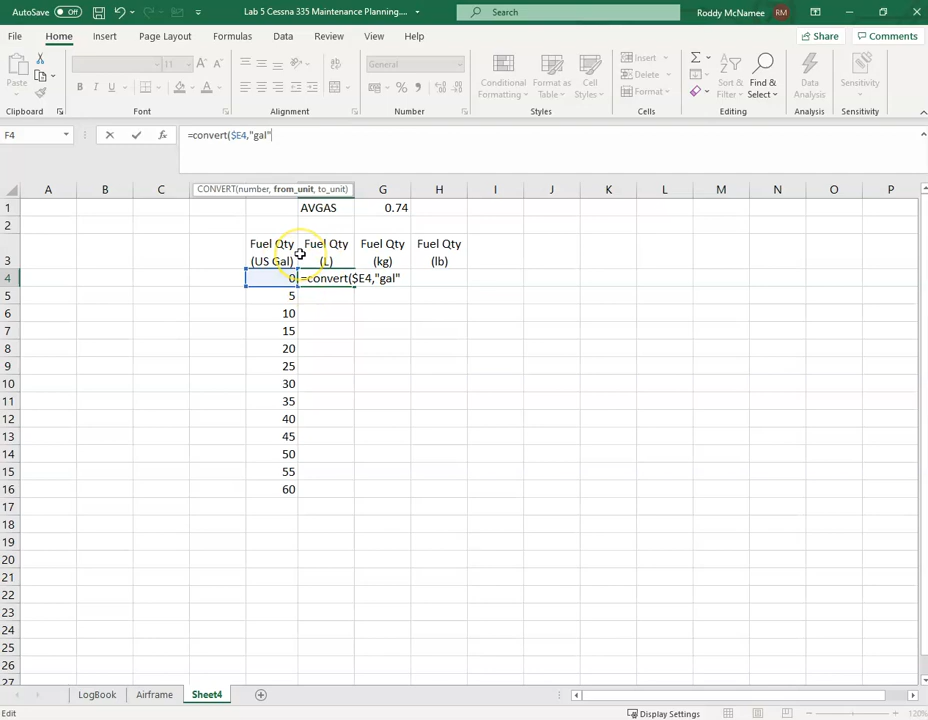 AutoSave Off Lab 5 Cessna 335 Maintenance Planning.... Search Roddy McNamee RM
File Home Insert Page Layout Formulas Data Review View Help Share Comments
Paste 11 A A General Conditional Formatting Format as Table Cell Styles Insert Delete Format Sort & Filter Find & Select Analyze Data Sensitivity
B I U
Clipboard Font Alignment Number Styles Cells Editing Analysis Sensitivity
F4 fx =convert($E4,"gal"
CONVERT(number, from_unit, to_unit)
A B C G H I J K L M N O P
1 AVGAS 0.74
2
3 Fuel Qty (US Gal) Fuel Qty (L) Fuel Qty (kg) Fuel Qty (lb)
4 0 =convert($E4,"gal"
5 5
6 10
7 15
8 20
9 25
10 30
11 35
12 40
13 45
14 50
15 55
16 60
17
18
19
20
21
22
23
24
25
26
27
LogBook Airframe Sheet4
Edit Display Settings 120%